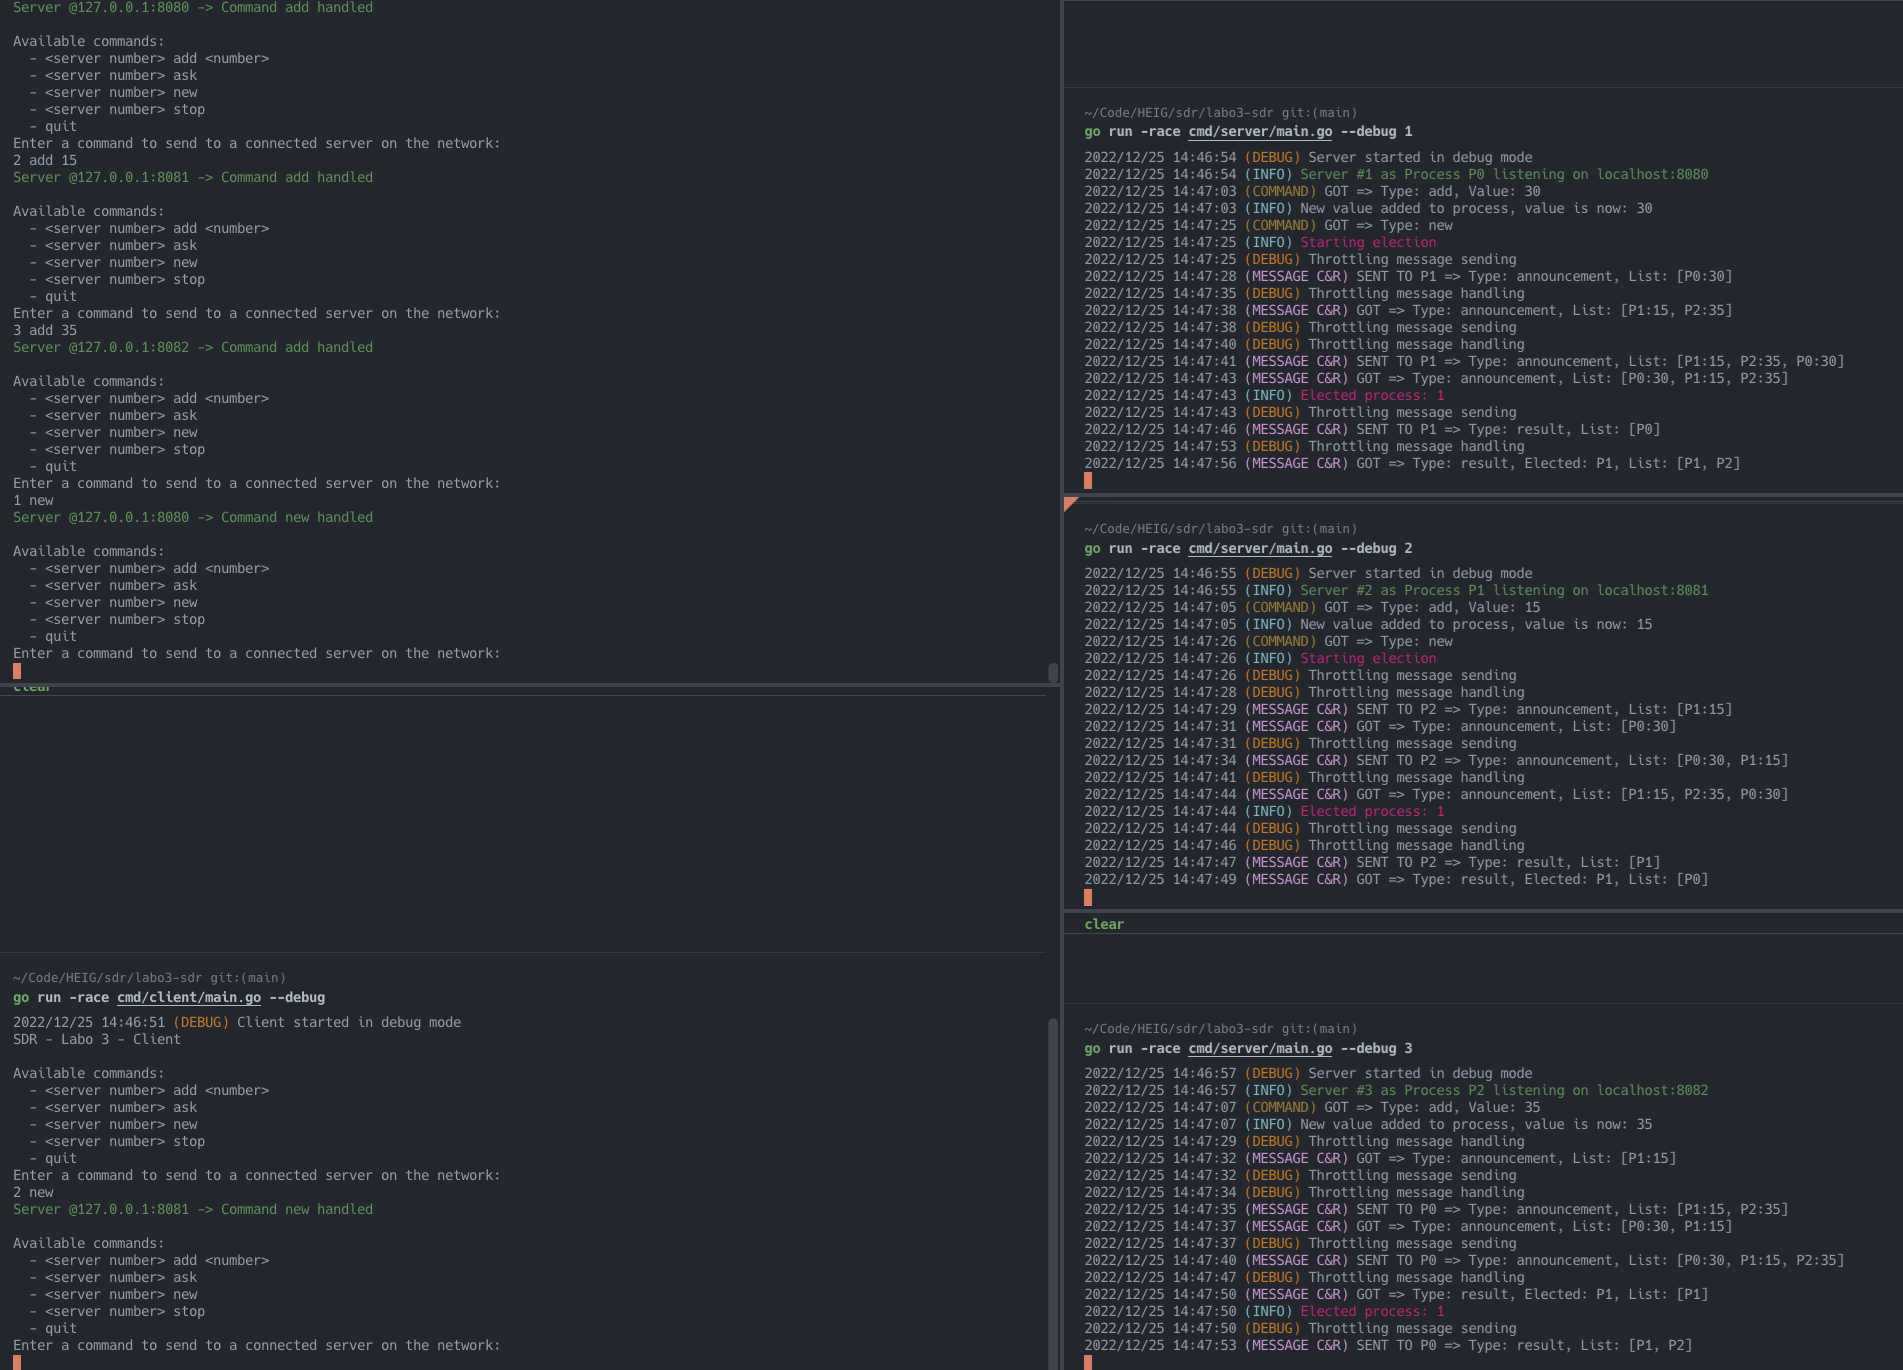 Server @127.0.0.1:8080 -> Command add handled
Available commands:
- <server number> add <number>
- <server number> ask
- <server number> new
- <server number> stop
- quit
Enter a command to send to a connected server on the network:
2 add 15
Server @127.0.0.1:8081 -> Command add handled
Available commands:
- <server number> add <number>
- <server number> ask
- <server number> new
- <server number> stop
- quit
Enter a command to send to a connected server on the network:
3 add 35
Server @127.0.0.1:8082 -> Command add handled
Available commands:
- <server number> add <number>
- <server number> ask
- <server number> new
- <server number> stop
- quit
Enter a command to send to a connected server on the network:
1 new
Server @127.0.0.1:8080 -> Command new handled
Available commands:
- <server number> add <number>
- <server number> ask
- <server number> new
- <server number> stop
- quit
Enter a command to send to a connected server on the network:
clear
~/Code/HEIG/sdr/labo3-sdr git:(main)
go run -race cmd/client/main.go --debug
2022/12/25 14:46:51 (DEBUG) Client started in debug mode
SDR - Labo 3 - Client
Available commands:
- <server number> add <number>
- <server number> ask
- <server number> new
- <server number> stop
- quit
Enter a command to send to a connected server on the network:
2 new
Server @127.0.0.1:8081 -> Command new handled
Available commands:
- <server number> add <number>
- <server number> ask
- <server number> new
- <server number> stop
- quit
Enter a command to send to a connected server on the network:
~/Code/HEIG/sdr/labo3-sdr git:(main)
go run -race cmd/server/main.go --debug 1
2022/12/25 14:46:54 (DEBUG) Server started in debug mode
2022/12/25 14:46:54 (INFO) Server #1 as Process P0 listening on localhost:8080
2022/12/25 14:47:03 (COMMAND) GOT => Type: add, Value: 30
2022/12/25 14:47:03 (INFO) New value added to process, value is now: 30
2022/12/25 14:47:25 (COMMAND) GOT => Type: new
2022/12/25 14:47:25 (INFO) Starting election
2022/12/25 14:47:25 (DEBUG) Throttling message sending
2022/12/25 14:47:28 (MESSAGE C&R) SENT TO P1 => Type: announcement, List: [P0:30]
2022/12/25 14:47:35 (DEBUG) Throttling message handling
2022/12/25 14:47:38 (MESSAGE C&R) GOT => Type: announcement, List: [P1:15, P2:35]
2022/12/25 14:47:38 (DEBUG) Throttling message sending
2022/12/25 14:47:40 (DEBUG) Throttling message handling
2022/12/25 14:47:41 (MESSAGE C&R) SENT TO P1 => Type: announcement, List: [P1:15, P2:35, P0:30]
2022/12/25 14:47:43 (MESSAGE C&R) GOT => Type: announcement, List: [P0:30, P1:15, P2:35]
2022/12/25 14:47:43 (INFO) Elected process: 1
2022/12/25 14:47:43 (DEBUG) Throttling message sending
2022/12/25 14:47:46 (MESSAGE C&R) SENT TO P1 => Type: result, List: [P0]
2022/12/25 14:47:53 (DEBUG) Throttling message handling
2022/12/25 14:47:56 (MESSAGE C&R) GOT => Type: result, Elected: P1, List: [P1, P2]
~/Code/HEIG/sdr/labo3-sdr git:(main)
go run -race cmd/server/main.go --debug 2
2022/12/25 14:46:55 (DEBUG) Server started in debug mode
2022/12/25 14:46:55 (INFO) Server #2 as Process P1 listening on localhost:8081
2022/12/25 14:47:05 (COMMAND) GOT => Type: add, Value: 15
2022/12/25 14:47:05 (INFO) New value added to process, value is now: 15
2022/12/25 14:47:26 (COMMAND) GOT => Type: new
2022/12/25 14:47:26 (INFO) Starting election
2022/12/25 14:47:26 (DEBUG) Throttling message sending
2022/12/25 14:47:28 (DEBUG) Throttling message handling
2022/12/25 14:47:29 (MESSAGE C&R) SENT TO P2 => Type: announcement, List: [P1:15]
2022/12/25 14:47:31 (MESSAGE C&R) GOT => Type: announcement, List: [P0:30]
2022/12/25 14:47:31 (DEBUG) Throttling message sending
2022/12/25 14:47:34 (MESSAGE C&R) SENT TO P2 => Type: announcement, List: [P0:30, P1:15]
2022/12/25 14:47:41 (DEBUG) Throttling message handling
2022/12/25 14:47:44 (MESSAGE C&R) GOT => Type: announcement, List: [P1:15, P2:35, P0:30]
2022/12/25 14:47:44 (INFO) Elected process: 1
2022/12/25 14:47:44 (DEBUG) Throttling message sending
2022/12/25 14:47:46 (DEBUG) Throttling message handling
2022/12/25 14:47:47 (MESSAGE C&R) SENT TO P2 => Type: result, List: [P1]
2022/12/25 14:47:49 (MESSAGE C&R) GOT => Type: result, Elected: P1, List: [P0]
clear
~/Code/HEIG/sdr/labo3-sdr git:(main)
go run -race cmd/server/main.go --debug 3
2022/12/25 14:46:57 (DEBUG) Server started in debug mode
2022/12/25 14:46:57 (INFO) Server #3 as Process P2 listening on localhost:8082
2022/12/25 14:47:07 (COMMAND) GOT => Type: add, Value: 35
2022/12/25 14:47:07 (INFO) New value added to process, value is now: 35
2022/12/25 14:47:29 (DEBUG) Throttling message handling
2022/12/25 14:47:32 (MESSAGE C&R) GOT => Type: announcement, List: [P1:15]
2022/12/25 14:47:32 (DEBUG) Throttling message sending
2022/12/25 14:47:34 (DEBUG) Throttling message handling
2022/12/25 14:47:35 (MESSAGE C&R) SENT TO P0 => Type: announcement, List: [P1:15, P2:35]
2022/12/25 14:47:37 (MESSAGE C&R) GOT => Type: announcement, List: [P0:30, P1:15]
2022/12/25 14:47:37 (DEBUG) Throttling message sending
2022/12/25 14:47:40 (MESSAGE C&R) SENT TO P0 => Type: announcement, List: [P0:30, P1:15, P2:35]
2022/12/25 14:47:47 (DEBUG) Throttling message handling
2022/12/25 14:47:50 (MESSAGE C&R) GOT => Type: result, Elected: P1, List: [P1]
2022/12/25 14:47:50 (INFO) Elected process: 1
2022/12/25 14:47:50 (DEBUG) Throttling message sending
2022/12/25 14:47:53 (MESSAGE C&R) SENT TO P0 => Type: result, List: [P1, P2]